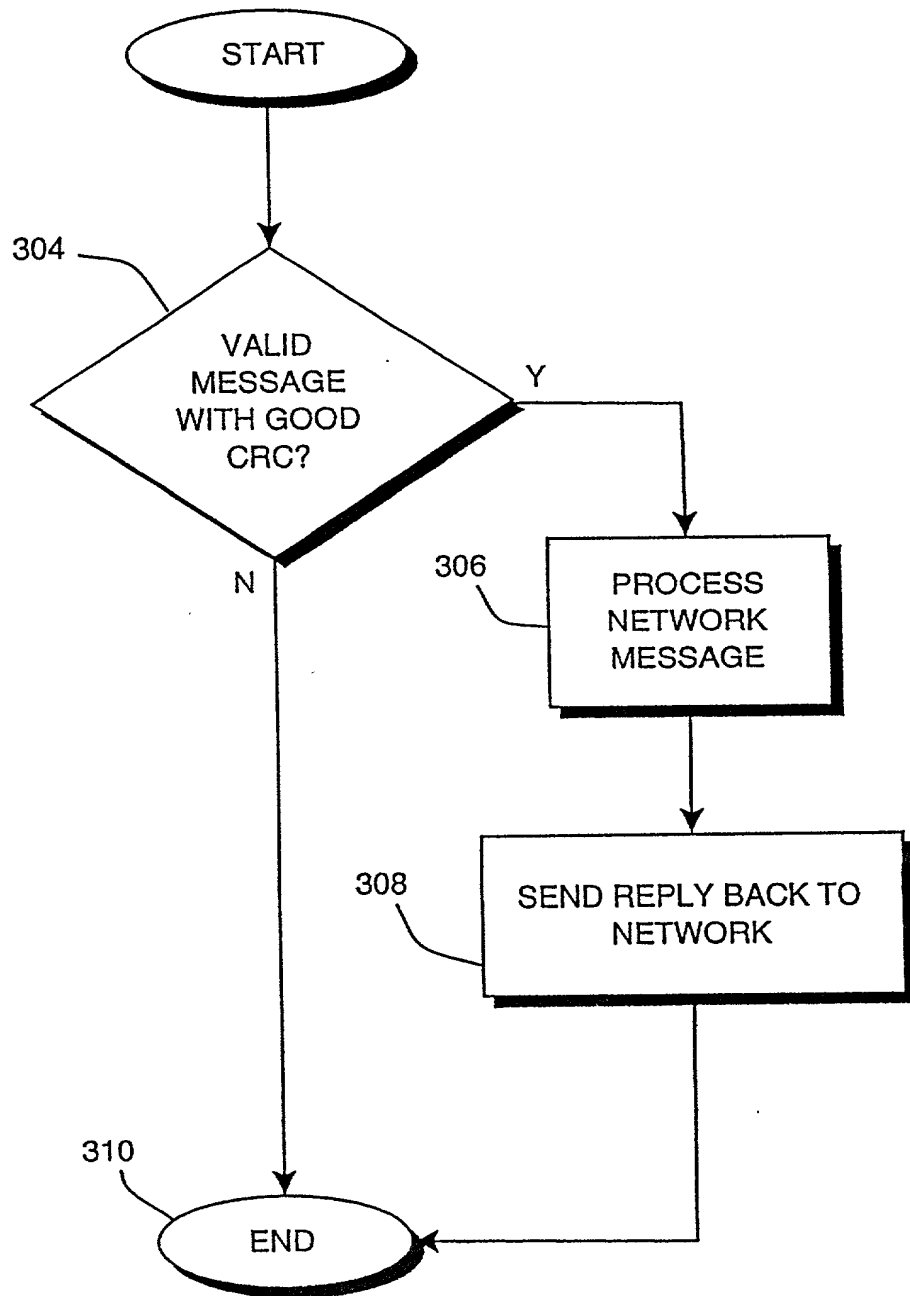 START
304
VALID
MESSAGE
WITH GOOD
CRC?
Y
N
306
PROCESS
NETWORK
MESSAGE
308
SEND REPLY BACK TO
NETWORK
310
END